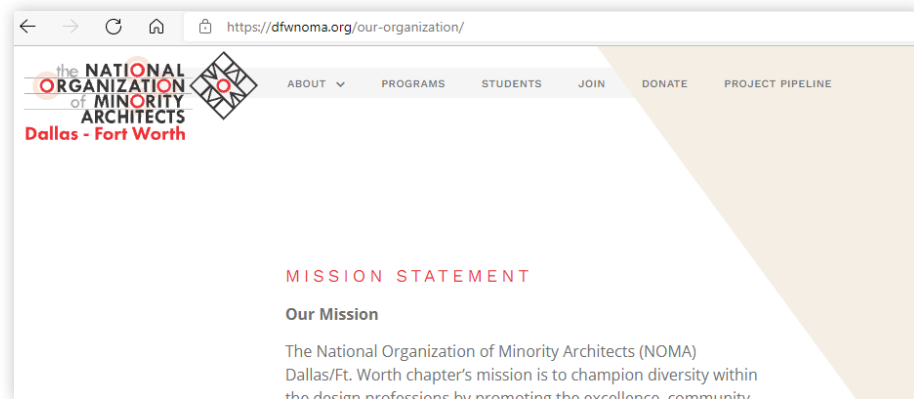 https://dfwnoma.org/our-organization/
the NATIONAL
ORGANIZATION
of MINORITY
ARCHITECTS
Dallas - Fort Worth
ABOUT PROGRAMS STUDENTS JOIN DONATE PROJECT PIPELINE
MISSION STATEMENT
Our Mission
The National Organization of Minority Architects (NOMA)
Dallas/Ft. Worth chapter’s mission is to champion diversity within
the design professions by promoting the excellence, community